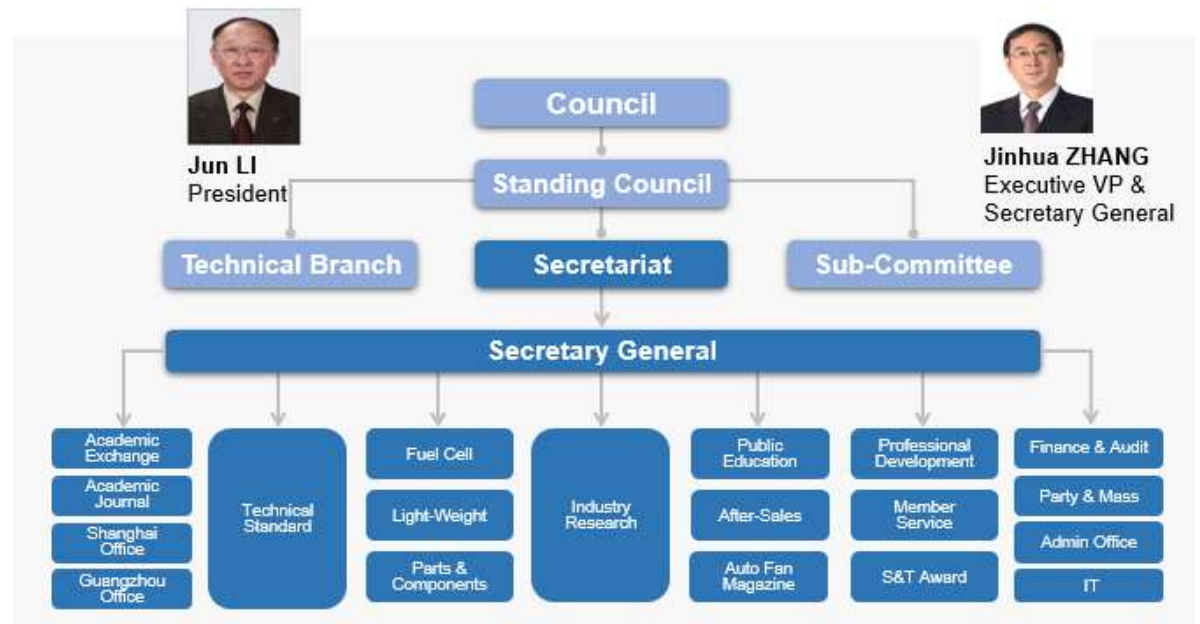 Council
Jun LI
President
Jinhua ZHANG
Executive VP &
Secretary General
Standing Council
Technical Branch
Secretariat
Sub-Committee
Secretary General
Academic
Exchange
Academic
Journal
Shanghai
Office
Guangzhou
Office
Technical
Standard
Fuel Cell
Light-Weight
Parts &
Components
Industry
Research
Public
Education
After-Sales
Auto Fan
Magazine
Professional
Development
Member
Service
S&T Award
Finance & Audit
Party & Mass
Admin Office
IT